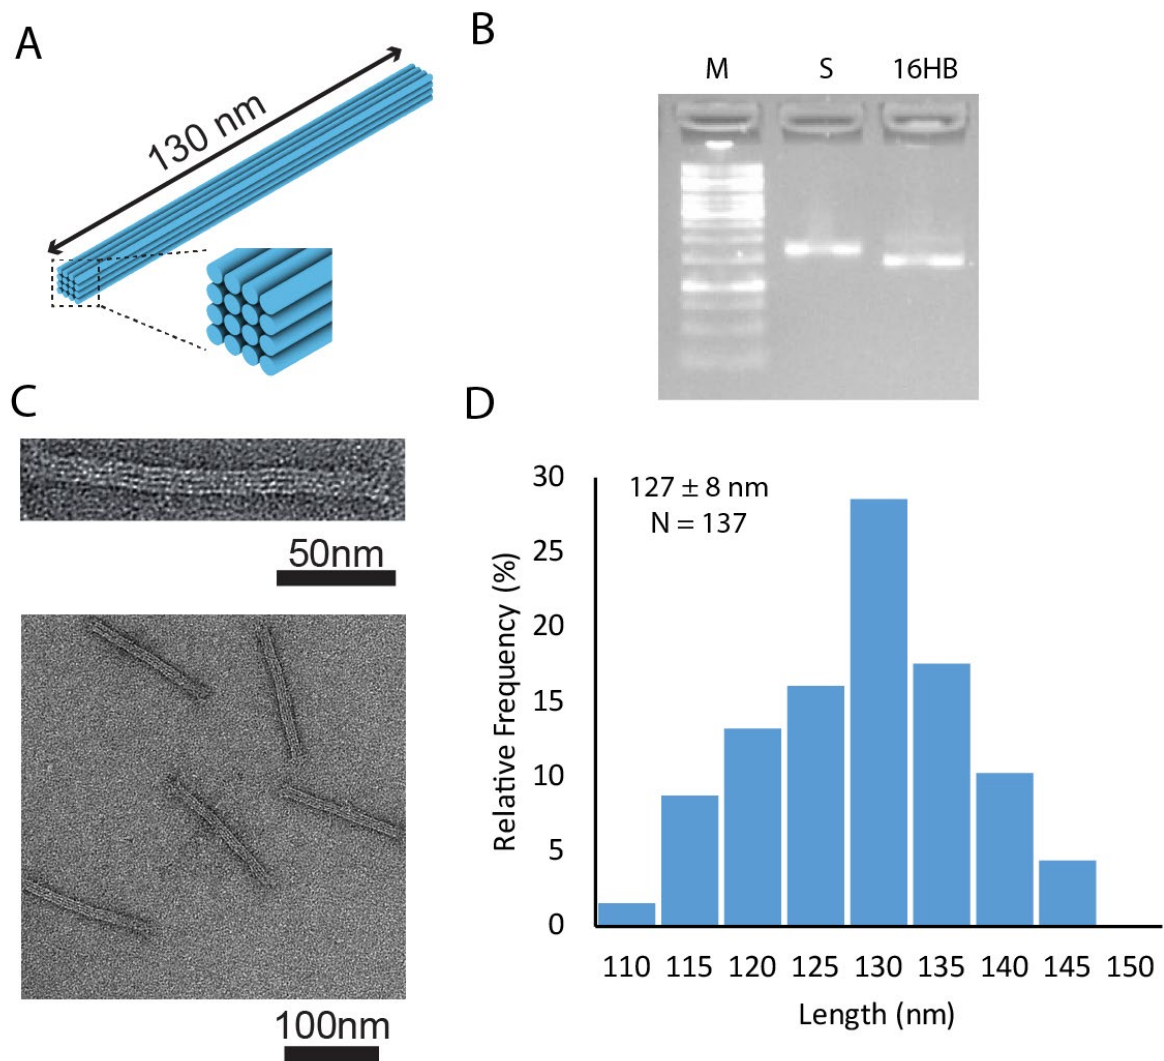 A
130 nm
B
M S 16HB
C
50nm
100nm
D
127 ± 8 nm
N = 137
Relative Frequency (%)
30
25
20
15
10
5
0
110 115 120 125 130 135 140 145 150
Length (nm)